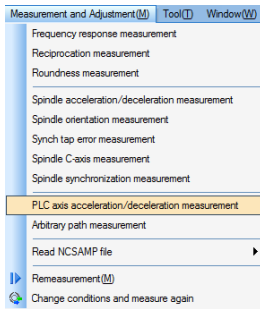 Measurement and Adjustment(M) Tool(T) Window(W)
Frequency response measurement
Reciprocation measurement
Roundness measurement
Spindle acceleration/deceleration measurement
Spindle orientation measurement
Synch tap error measurement
Spindle C-axis measurement
Spindle synchronization measurement
PLC axis acceleration/deceleration measurement
Arbitrary path measurement
Read NCSAMP file
Remeasurement(M)
Change conditions and measure again